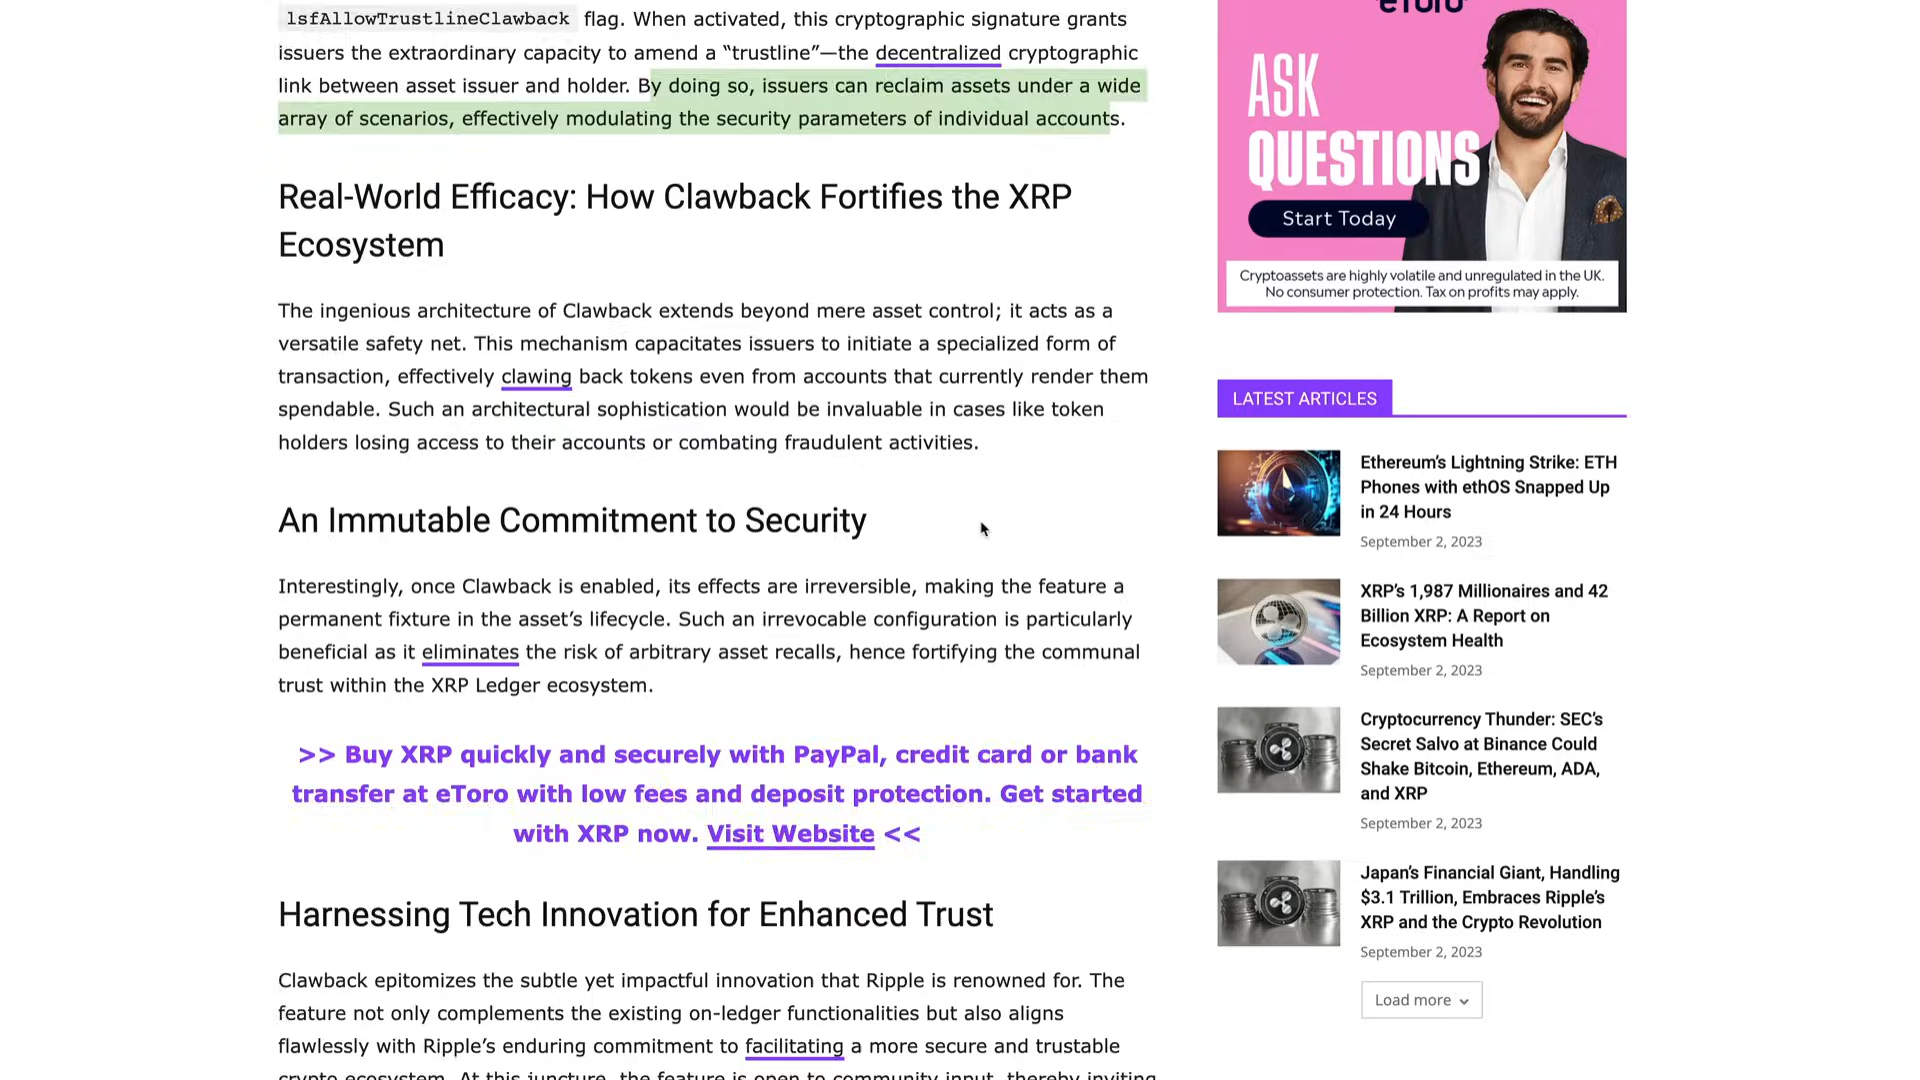 lsfAllowTrustlineClawback flag. When activated, this cryptographic signature grants
issuers the extraordinary capacity to amend a “trustline”—the decentralized cryptographic
link between asset issuer and holder. By doing so, issuers can reclaim assets under a wide
array of scenarios, effectively modulating the security parameters of individual accounts.
Real-World Efficacy: How Clawback Fortifies the XRP
Ecosystem
The ingenious architecture of Clawback extends beyond mere asset control; it acts as a
versatile safety net. This mechanism capacitates issuers to initiate a specialized form of
transaction, effectively clawing back tokens even from accounts that currently render them
spendable. Such an architectural sophistication would be invaluable in cases like token
holders losing access to their accounts or combating fraudulent activities.
An Immutable Commitment to Security
Interestingly, once Clawback is enabled, its effects are irreversible, making the feature a
permanent fixture in the asset’s lifecycle. Such an irrevocable configuration is particularly
beneficial as it eliminates the risk of arbitrary asset recalls, hence fortifying the communal
trust within the XRP Ledger ecosystem.
>> Buy XRP quickly and securely with PayPal, credit card or bank
transfer at eToro with low fees and deposit protection. Get started
with XRP now. Visit Website <<
Harnessing Tech Innovation for Enhanced Trust
Clawback epitomizes the subtle yet impactful innovation that Ripple is renowned for. The
feature not only complements the existing on-ledger functionalities but also aligns
flawlessly with Ripple’s enduring commitment to facilitating a more secure and trustable
crypto ecosystem. At this juncture, the feature is open to community input, thereby inviting
eToro
ASK
QUESTIONS
Start Today
Cryptoassets are highly volatile and unregulated in the UK.
No consumer protection. Tax on profits may apply.
LATEST ARTICLES
Ethereum’s Lightning Strike: ETH
Phones with ethOS Snapped Up
in 24 Hours
September 2, 2023
XRP’s 1,987 Millionaires and 42
Billion XRP: A Report on
Ecosystem Health
September 2, 2023
Cryptocurrency Thunder: SEC’s
Secret Salvo at Binance Could
Shake Bitcoin, Ethereum, ADA,
and XRP
September 2, 2023
Japan’s Financial Giant, Handling
$3.1 Trillion, Embraces Ripple’s
XRP and the Crypto Revolution
September 2, 2023
Load more